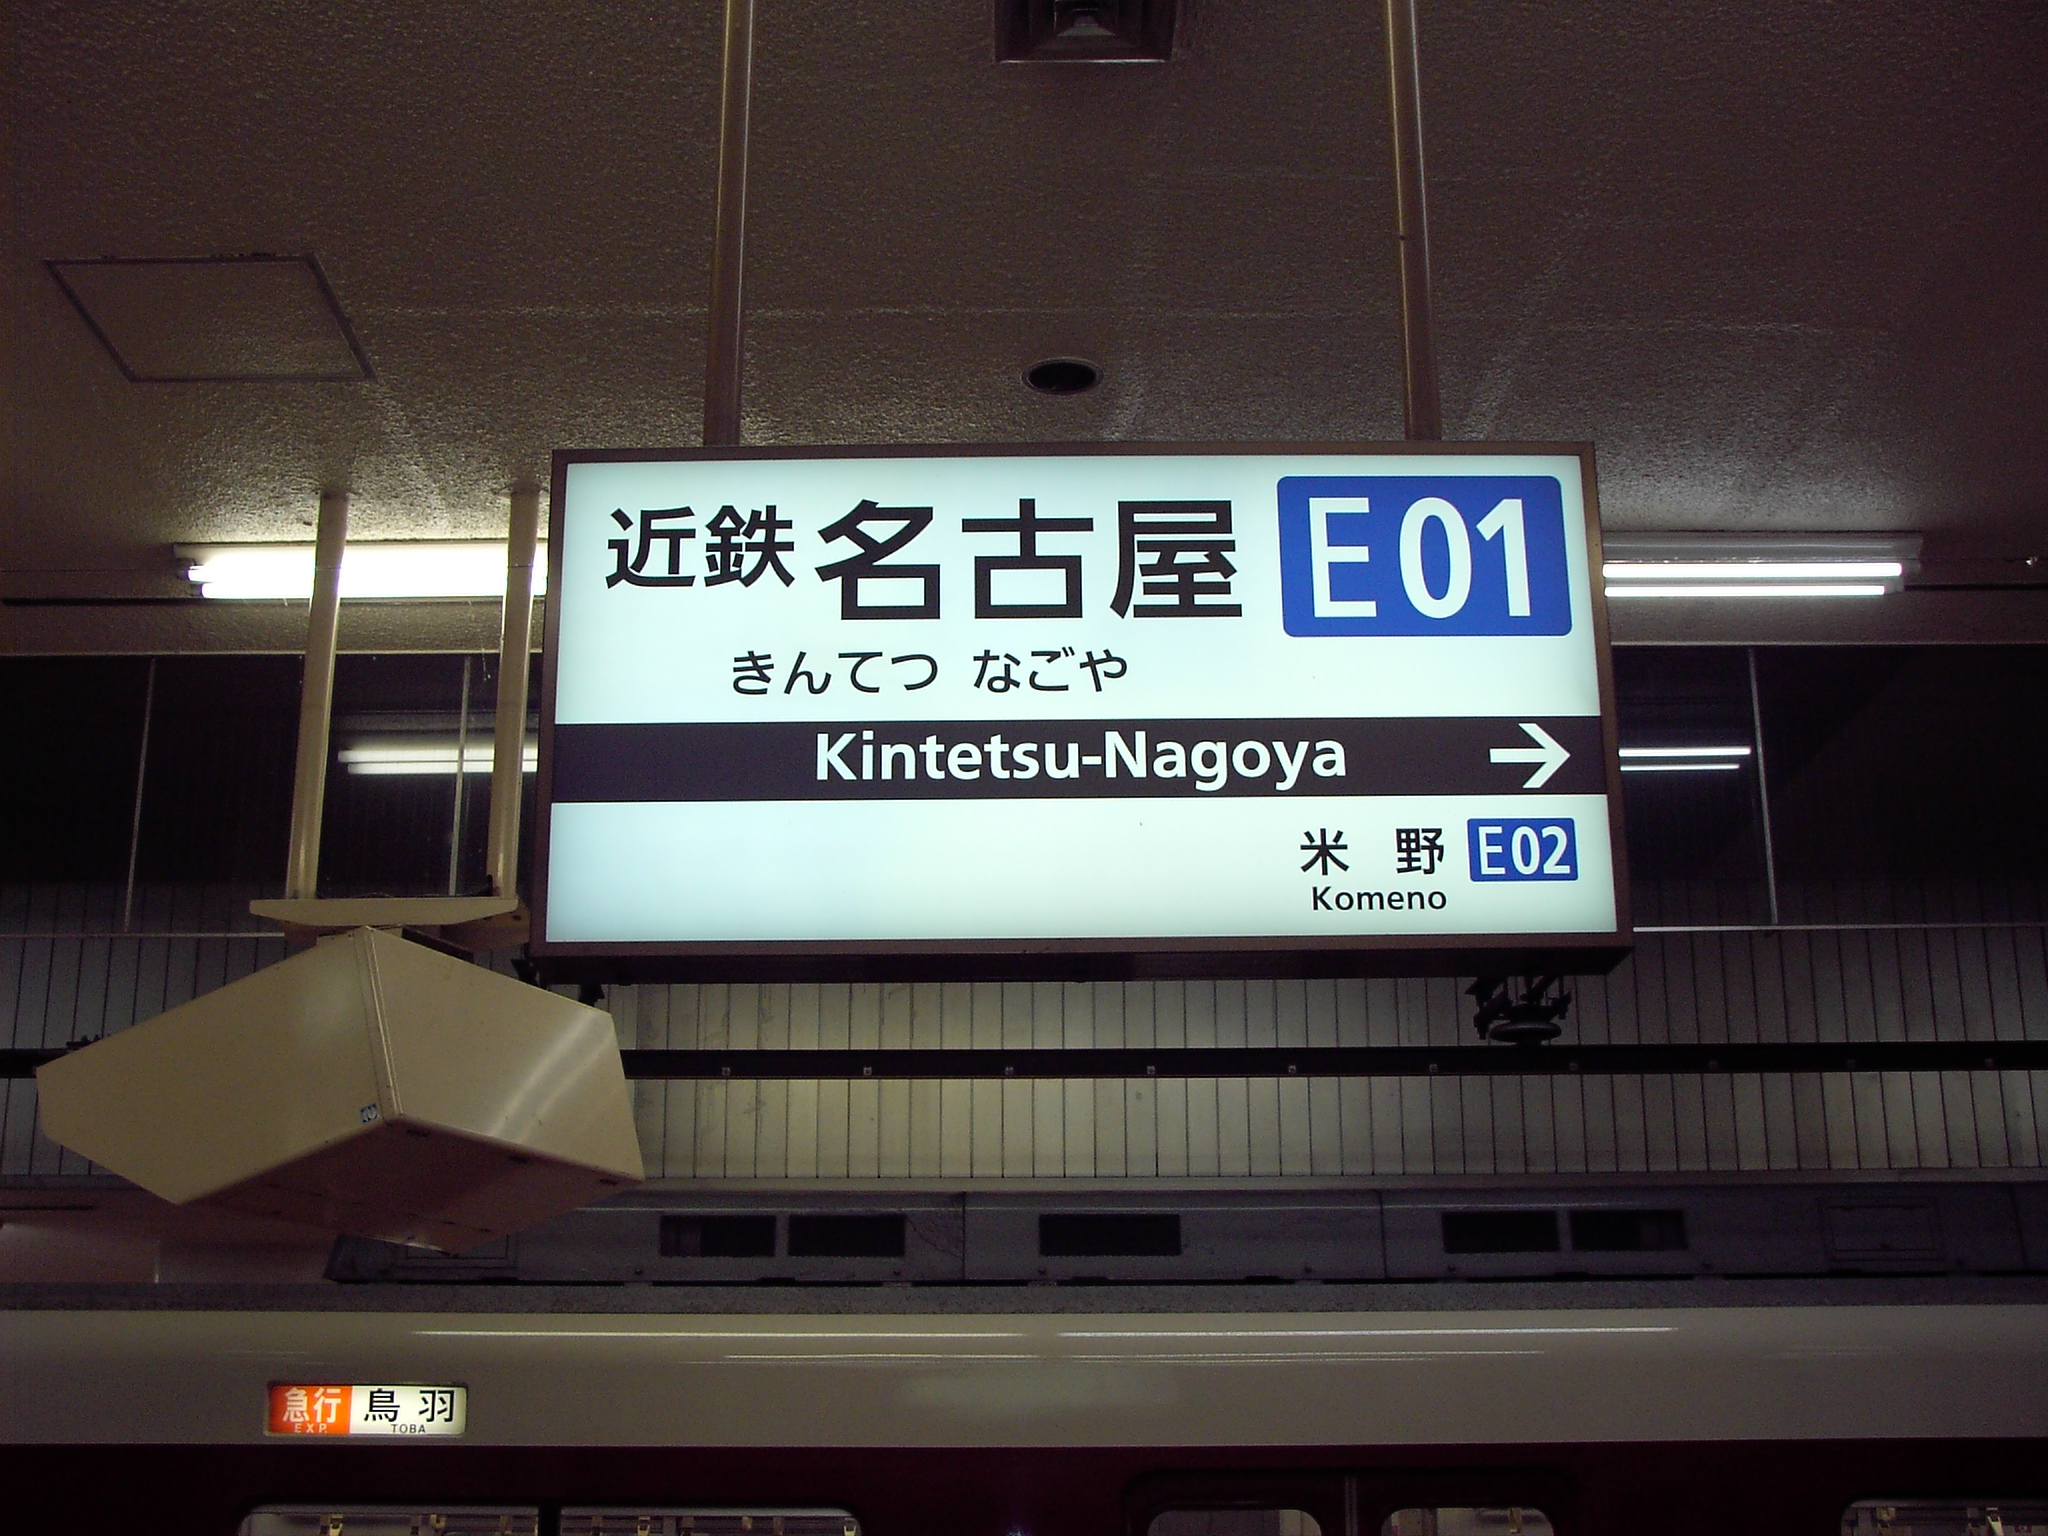 近鉄名古屋 E01
きんてつ なごや
Kintetsu-Nagoya →
米野 E02
Komeno
急行 鳥羽
EXP. TOBA